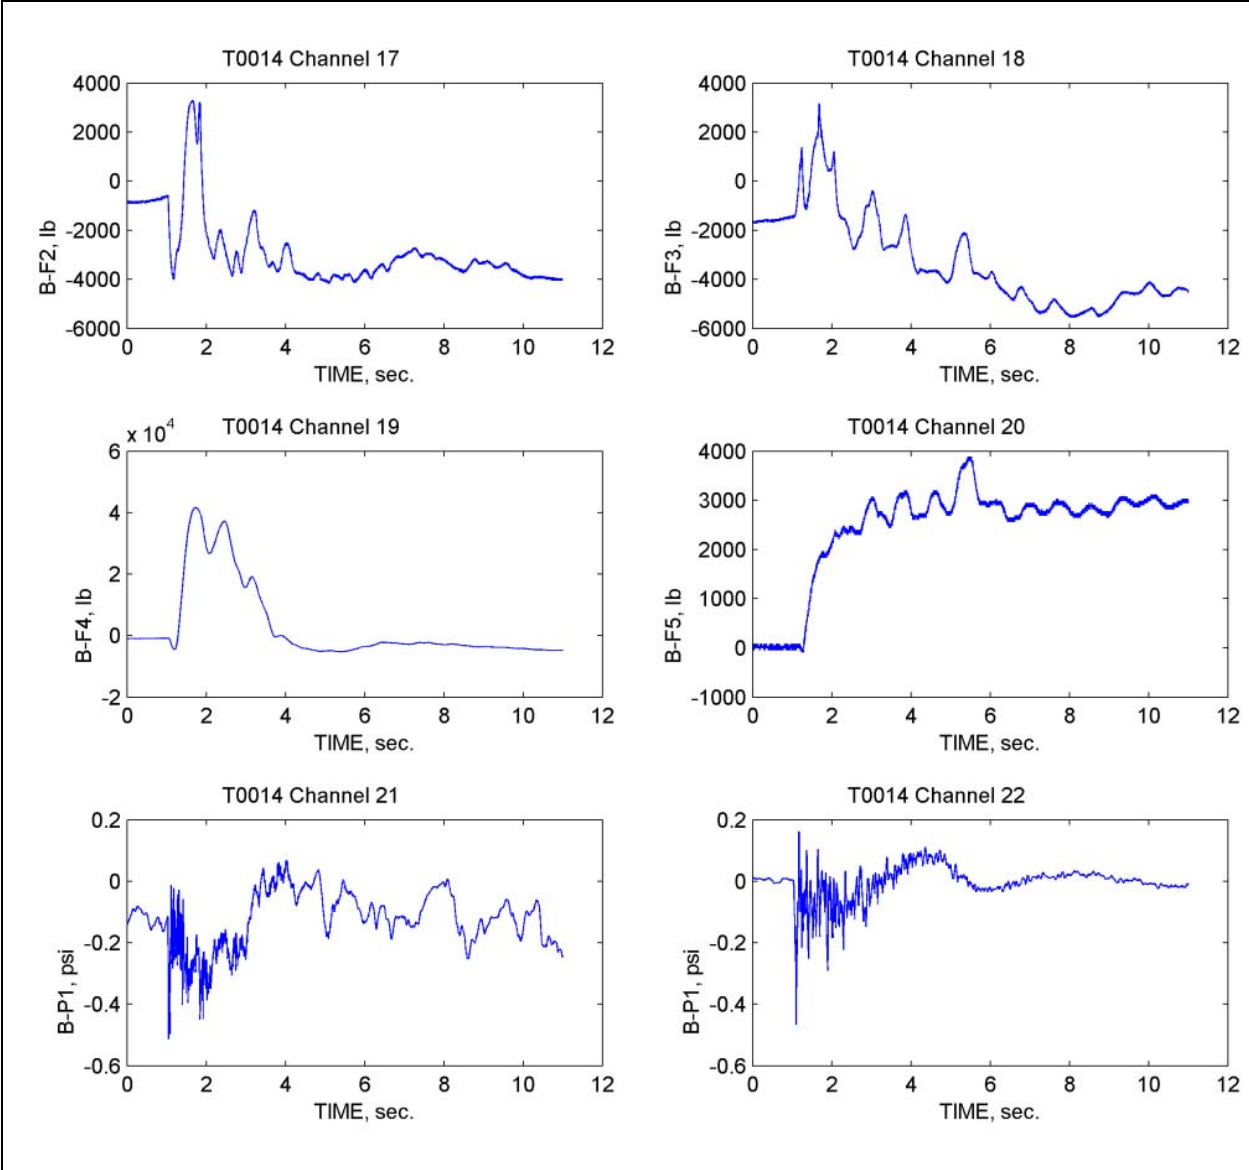 T0014 Channel 17
4000
2000
0
-2000
-4000
-6000
B-F2, lb
0 2 4 6 8 10 12
TIME, sec.
T0014 Channel 18
4000
2000
0
-2000
-4000
-6000
B-F3, lb
0 2 4 6 8 10 12
TIME, sec.
x 10^4
T0014 Channel 19
6
4
2
0
-2
B-F4, lb
0 2 4 6 8 10 12
TIME, sec.
T0014 Channel 20
4000
3000
2000
1000
0
-1000
B-F5, lb
0 2 4 6 8 10 12
TIME, sec.
T0014 Channel 21
0.2
0
-0.2
-0.4
-0.6
B-P1, psi
0 2 4 6 8 10 12
TIME, sec.
T0014 Channel 22
0.2
0
-0.2
-0.4
-0.6
B-P1, psi
0 2 4 6 8 10 12
TIME, sec.